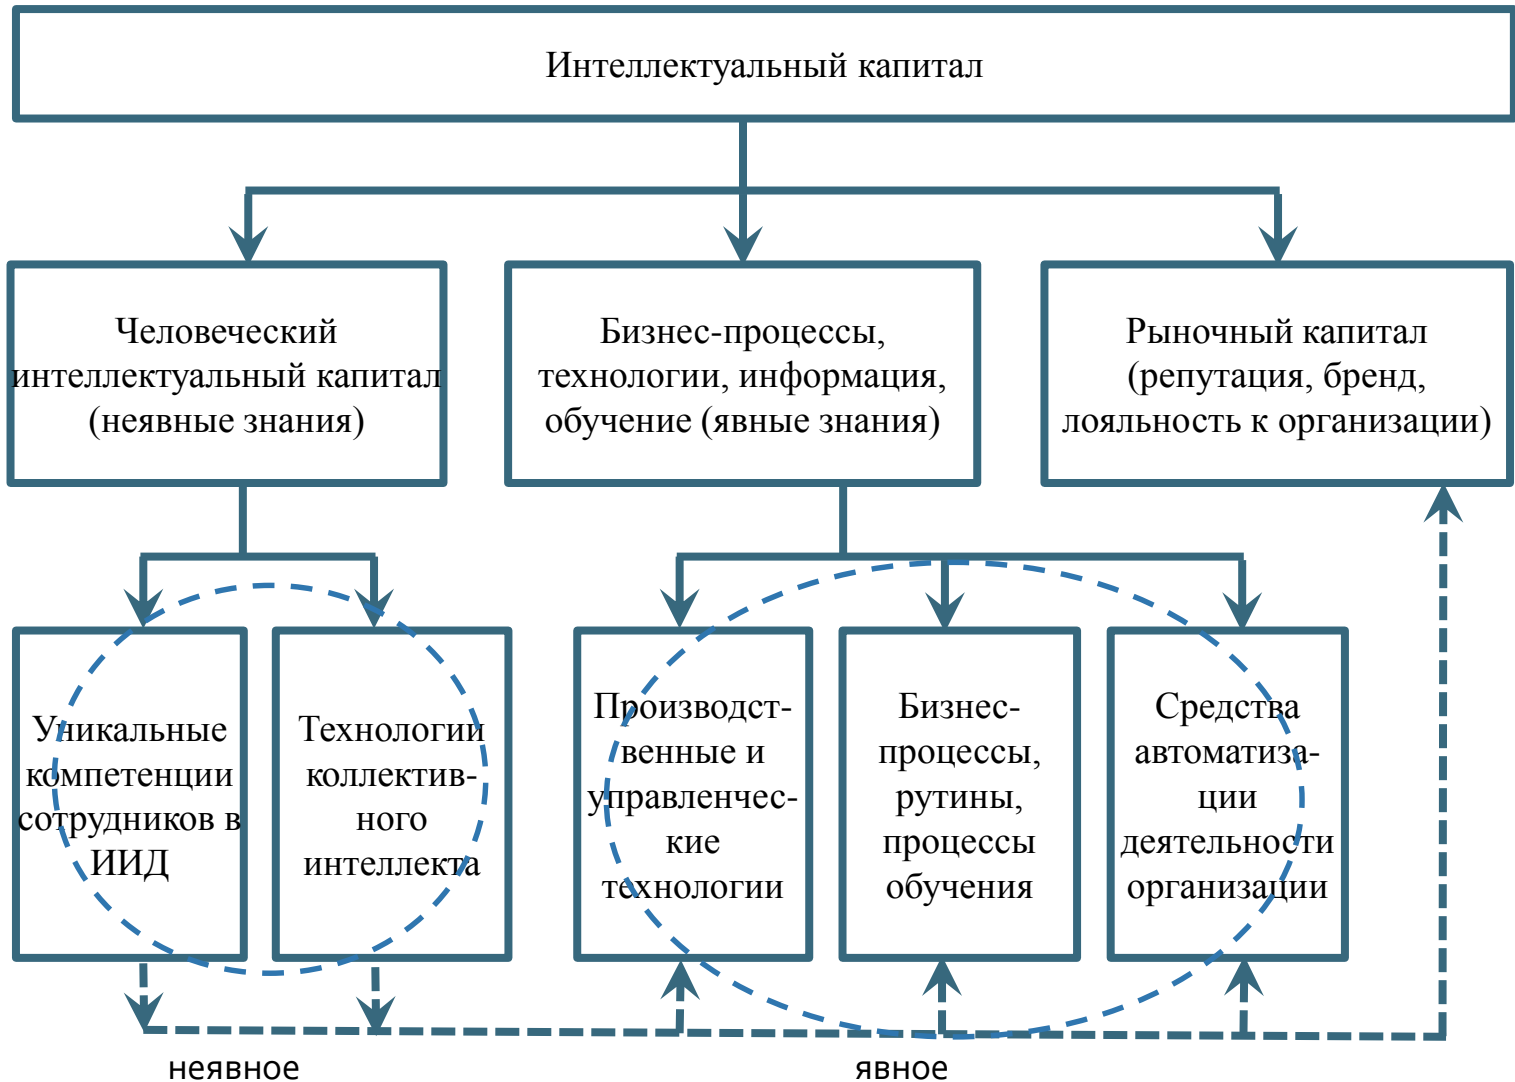 Интеллектуальный капитал
Человеческий
интеллектуальный капитал
(неявные знания)
Бизнес-процессы,
технологии, информация,
обучение (явные знания)
Рыночный капитал
(репутация, бренд,
лояльность к организации)
Уникальные
компетенции
сотрудников в
ИИД
Технологии
коллектив-
ного
интеллекта
Производст-
венные и
управленчес-
кие
технологии
Бизнес-
процессы,
рутины,
процессы
обучения
Средства
автоматиза-
ции
деятельности
организации
неявное
явное